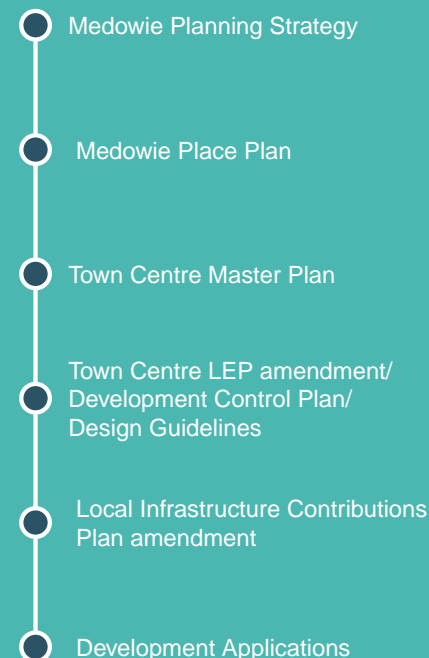 Medowie Planning Strategy
Medowie Place Plan
Town Centre Master Plan
Town Centre LEP amendment/
Development Control Plan/
Design Guidelines
Local Infrastructure Contributions
Plan amendment
Development Applications